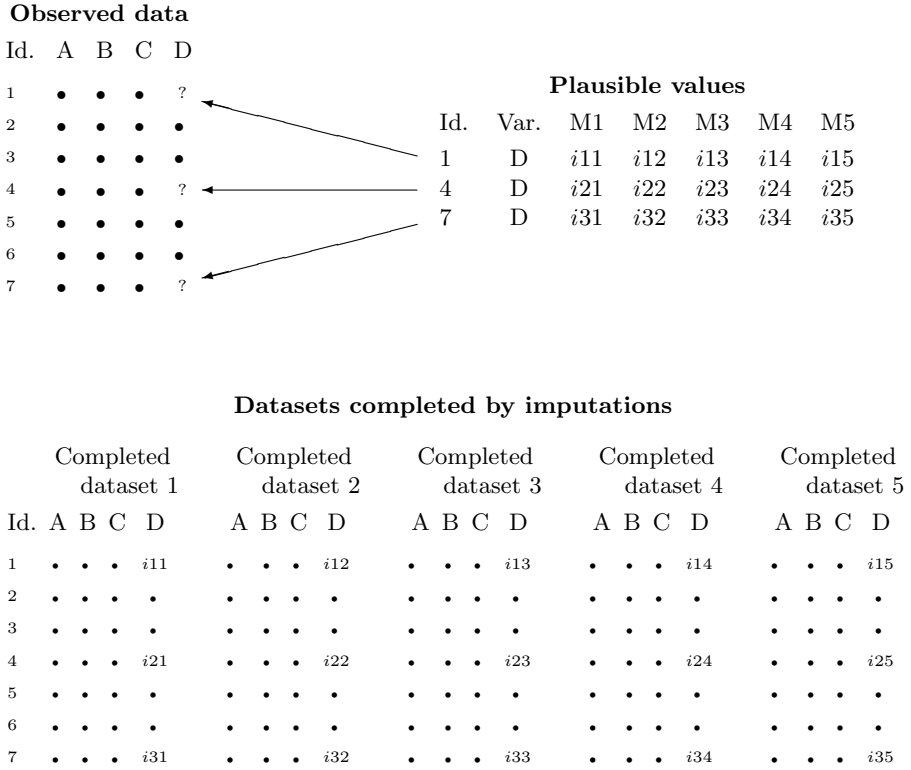 Observed data
Id. A B C D
1 • • • ?
2 • • • •
3 • • • •
4 • • • ?
5 • • • •
6 • • • •
7 • • • ?
Plausible values
Id. Var. M1 M2 M3 M4 M5
1 D i11 i12 i13 i14 i15
4 D i21 i22 i23 i24 i25
7 D i31 i32 i33 i34 i35
Datasets completed by imputations
Completed Completed Completed Completed Completed
dataset 1 dataset 2 dataset 3 dataset 4 dataset 5
Id. A B C D A B C D A B C D A B C D A B C D
1 • • • i11 • • • i12 • • • i13 • • • i14 • • • i15
2 • • • • • • • • • • • • • • • • • • • •
3 • • • • • • • • • • • • • • • • • • • •
4 • • • i21 • • • i22 • • • i23 • • • i24 • • • i25
5 • • • • • • • • • • • • • • • • • • • •
6 • • • • • • • • • • • • • • • • • • • •
7 • • • i31 • • • i32 • • • i33 • • • i34 • • • i35